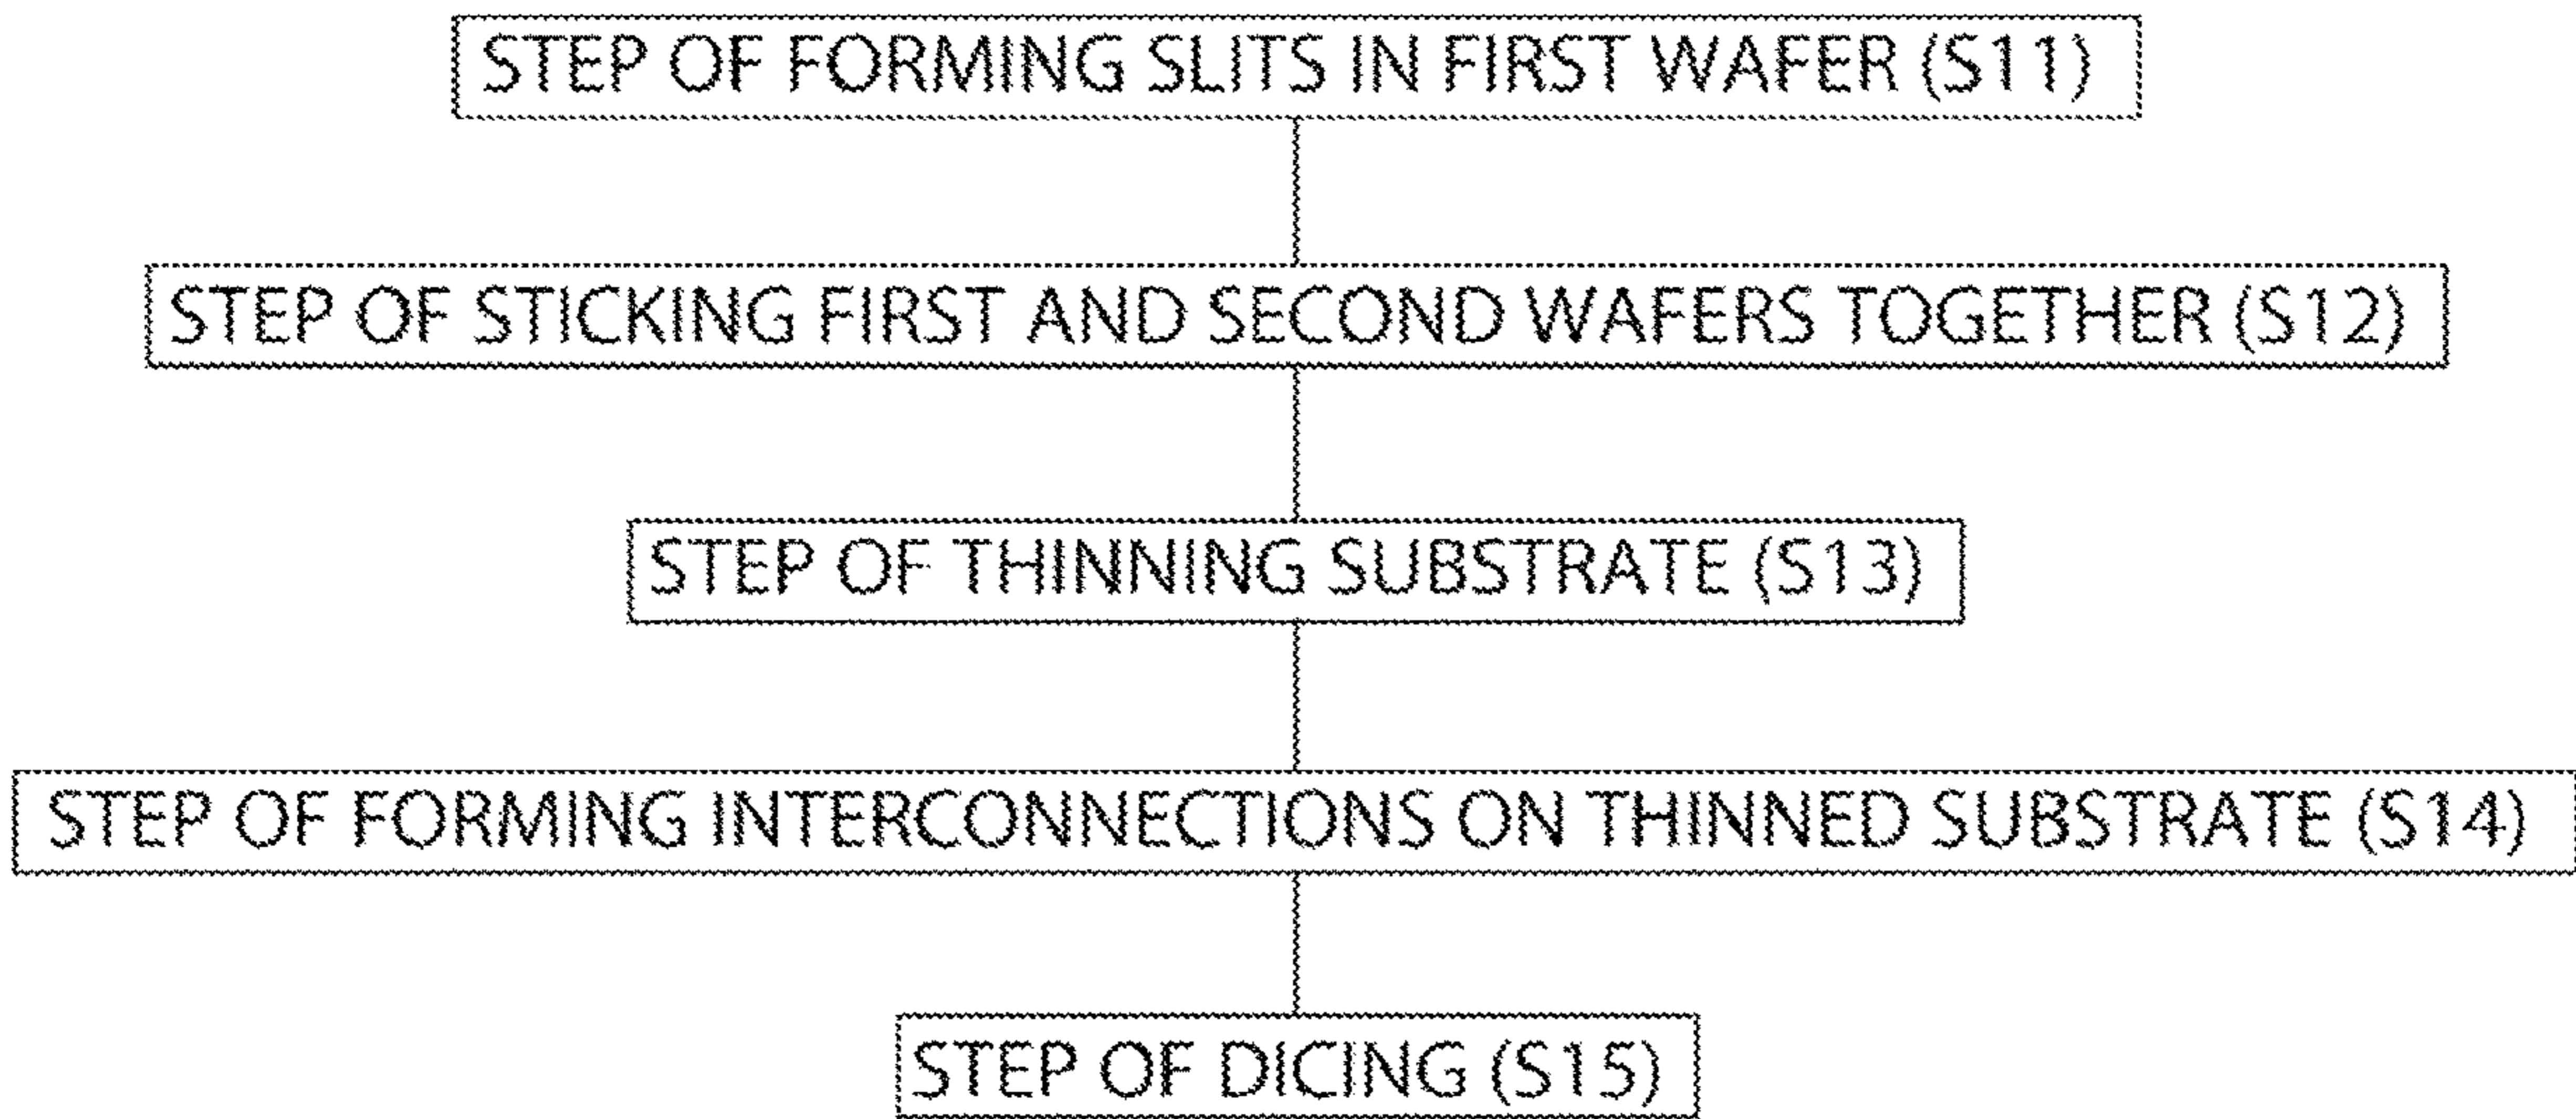 STEP OF FORMING SLITS IN FIRST WAFER (S11)
STEP OF STICKING FIRST AND SECOND WAFERS TOGETHER (S12)
STEP OF THINNING SUBSTRATE (S13)
STEP OF FORMING INTERCONNECTIONS ON THINNED SUBSTRATE (S14)
STEP OF DICING (S15)